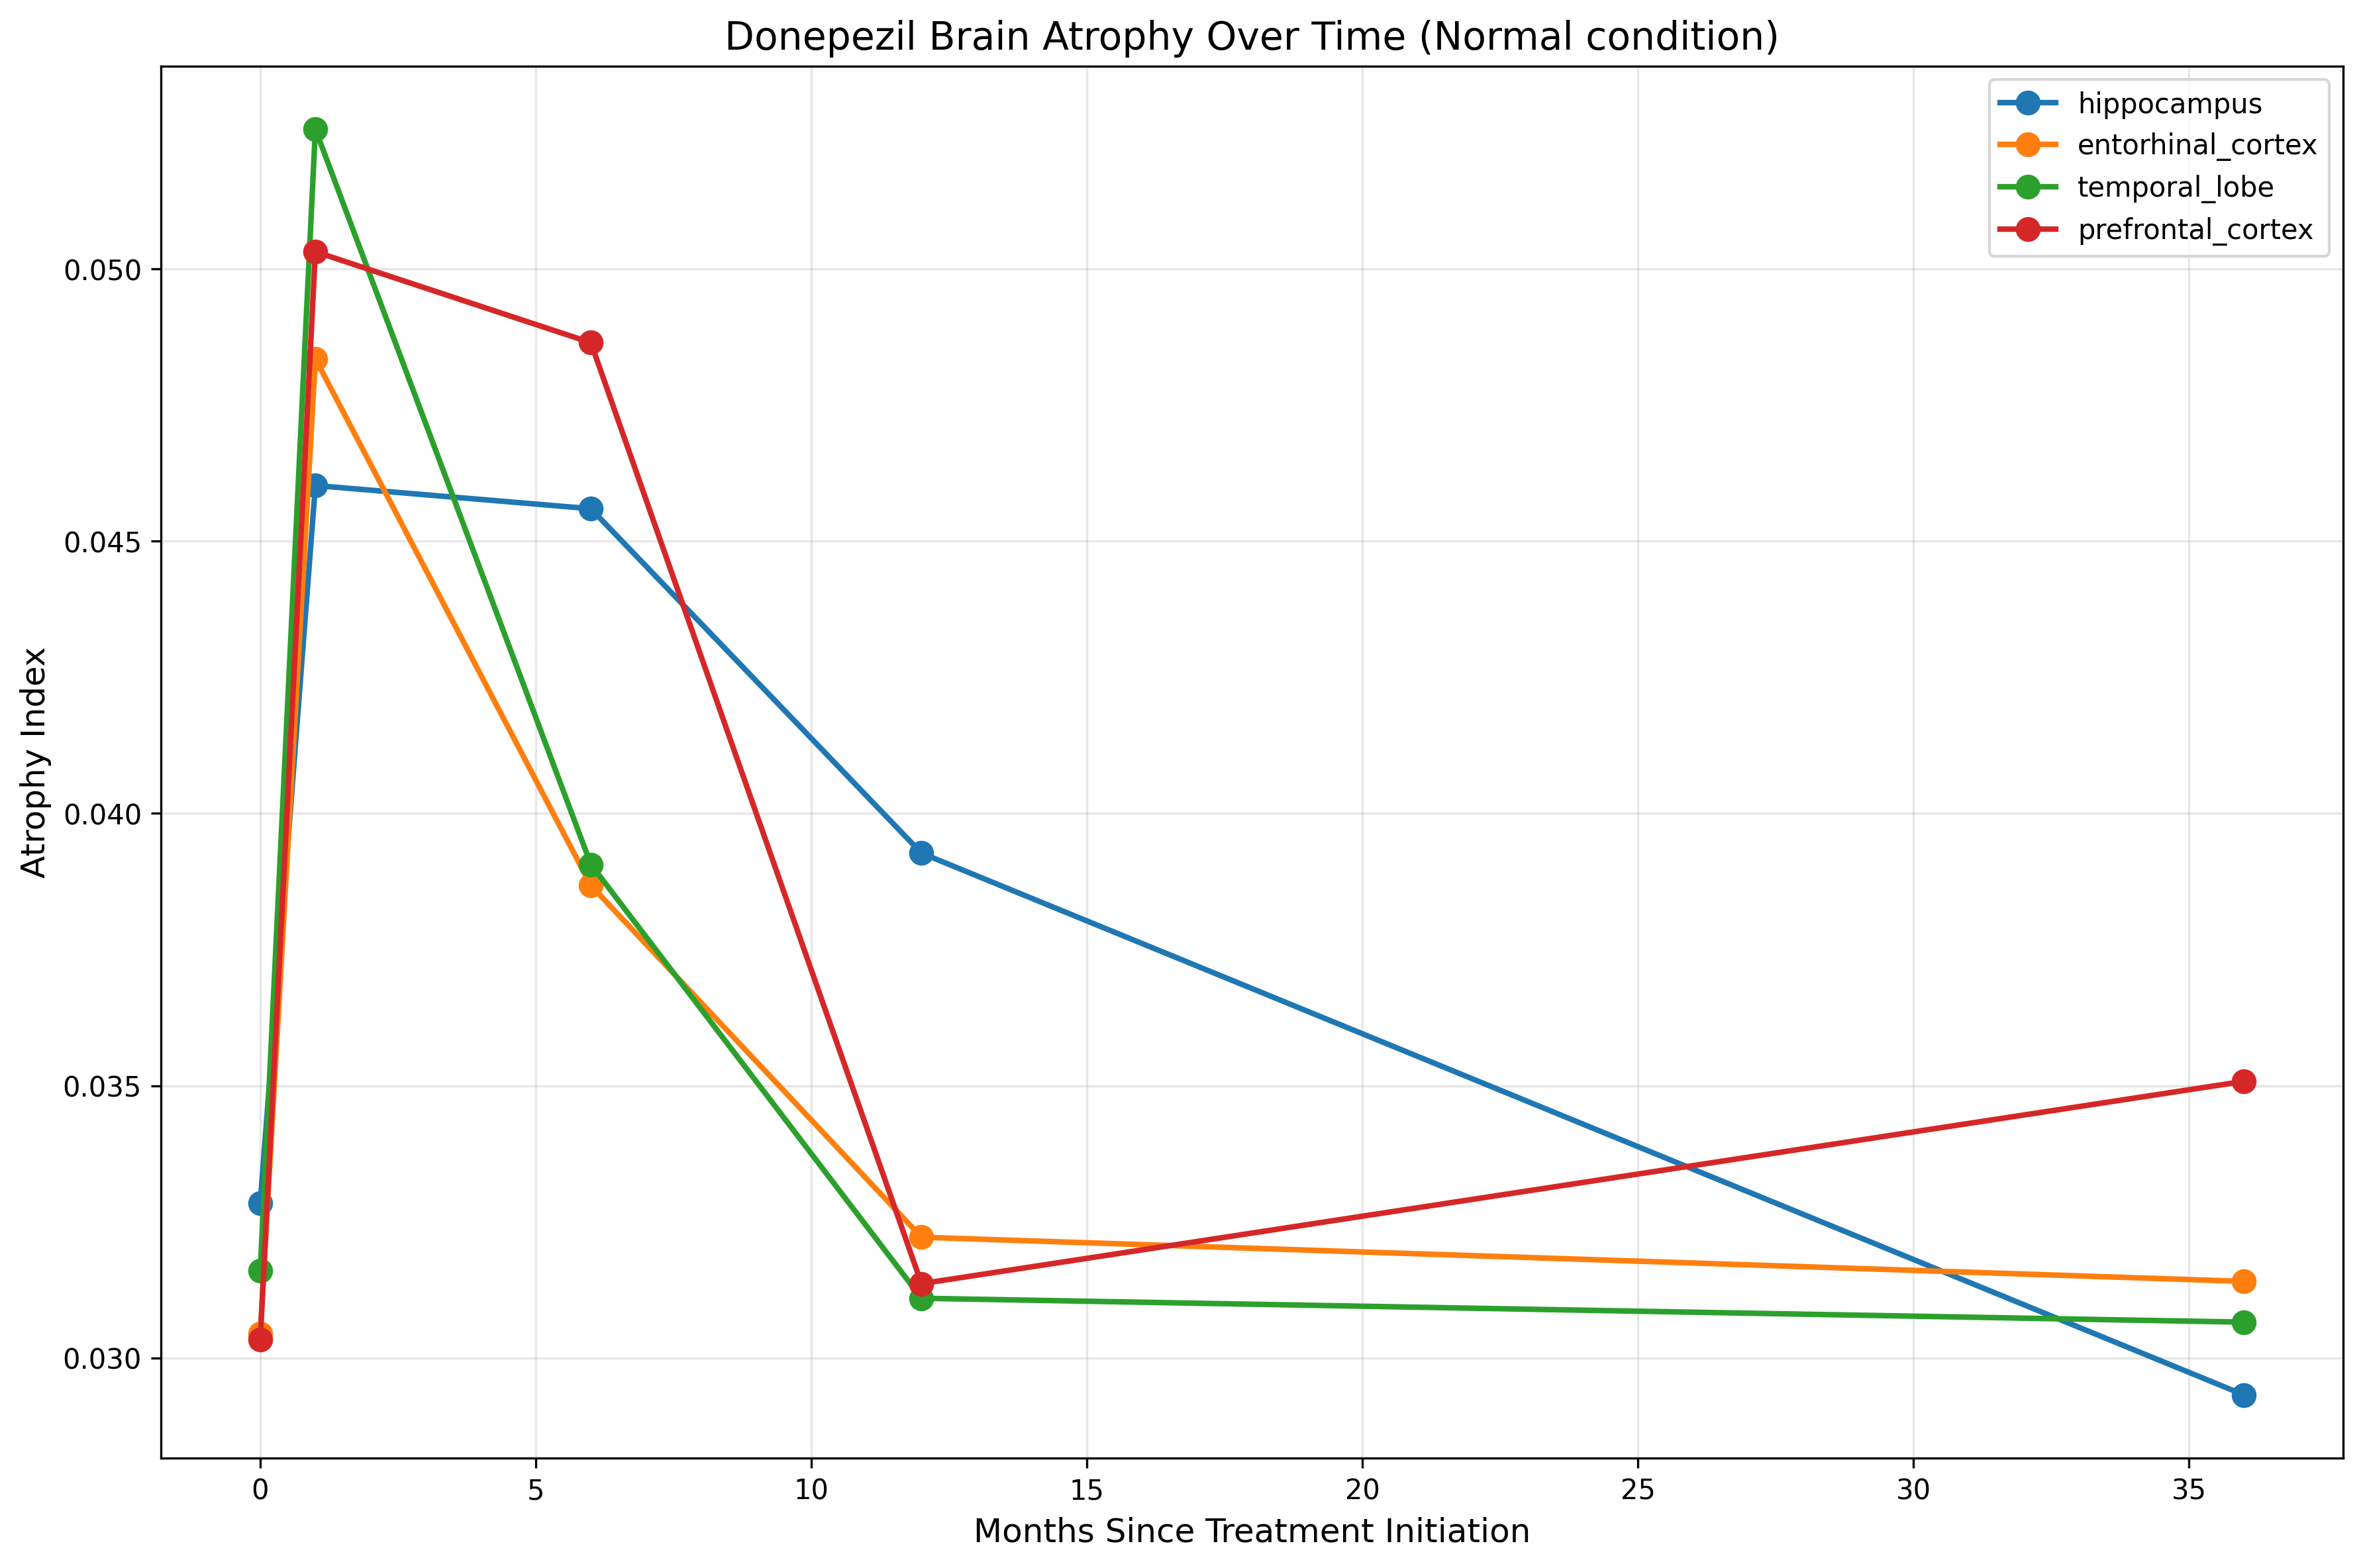 Donepezil Brain Atrophy Over Time (Normal condition)
hippocampus
entorhinal_cortex
temporal_lobe
prefrontal_cortex
Atrophy Index
0.050
0.045
0.040
0.035
0.030
0 5 10 15 20 25 30 35
Months Since Treatment Initiation